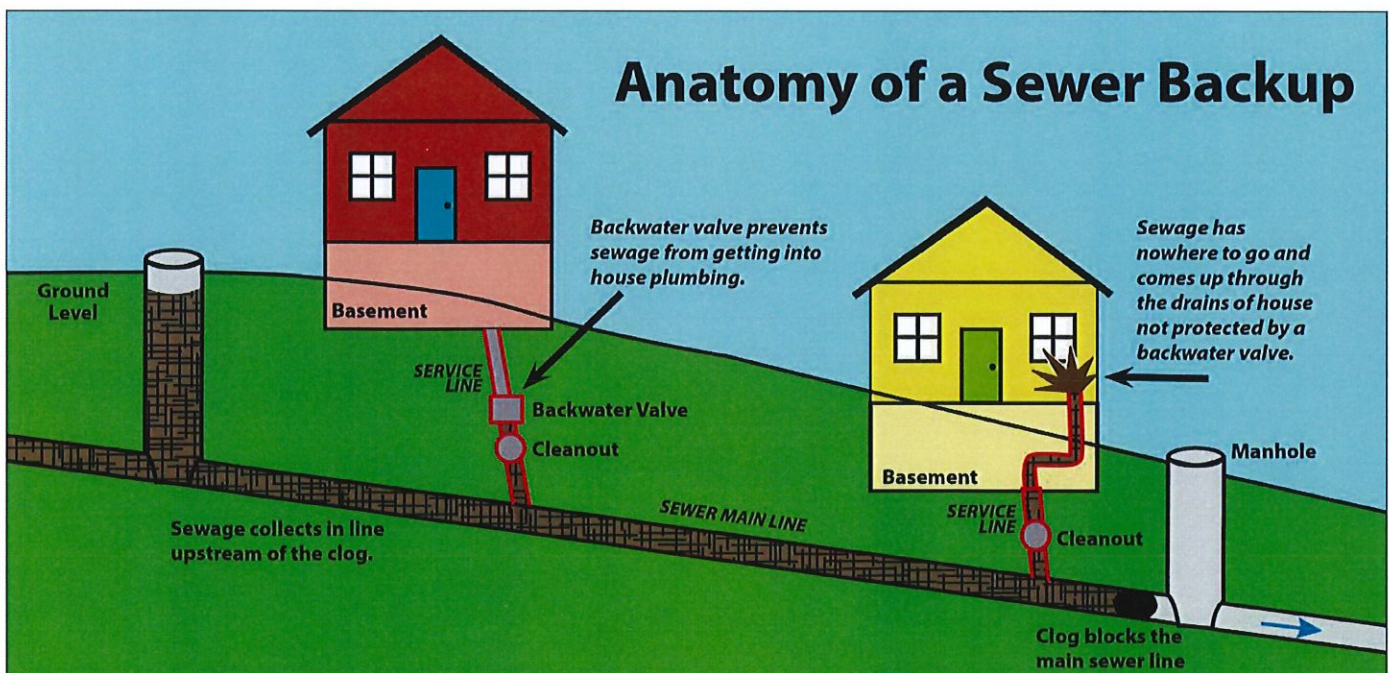 Anatomy of a Sewer Backup
Backwater valve prevents
sewage from getting into
house plumbing.
Sewage has
nowhere to go and
comes up through
the drains of house
not protected by a
backwater valve.
Ground
Level
Basement
SERVICE
LINE
Backwater Valve
Cleanout
Manhole
Basement
SERVICE
LINE
Cleanout
SEWER MAIN LINE
Sewage collects in line
upstream of the clog.
Clog blocks the
main sewer line